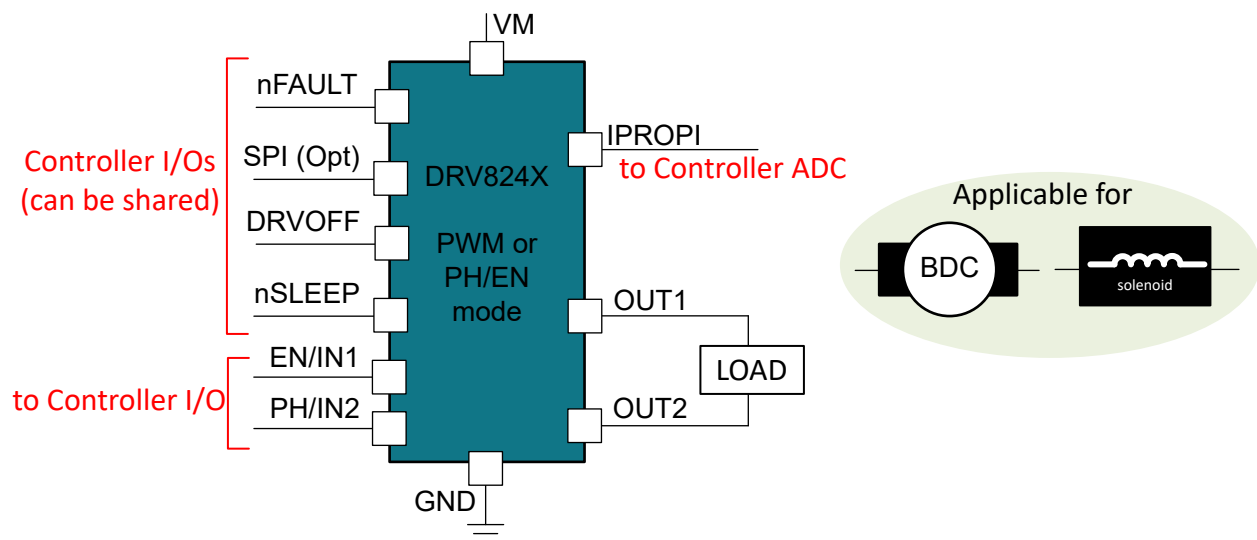 VM
nFAULT
SPI (Opt)
DRVOFF
nSLEEP
Controller I/Os
(can be shared)
EN/IN1
PH/IN2
to Controller I/O
DRV824X
PWM or
PH/EN
mode
IPROPI
to Controller ADC
OUT1
LOAD
OUT2
GND
Applicable for
BDC
solenoid